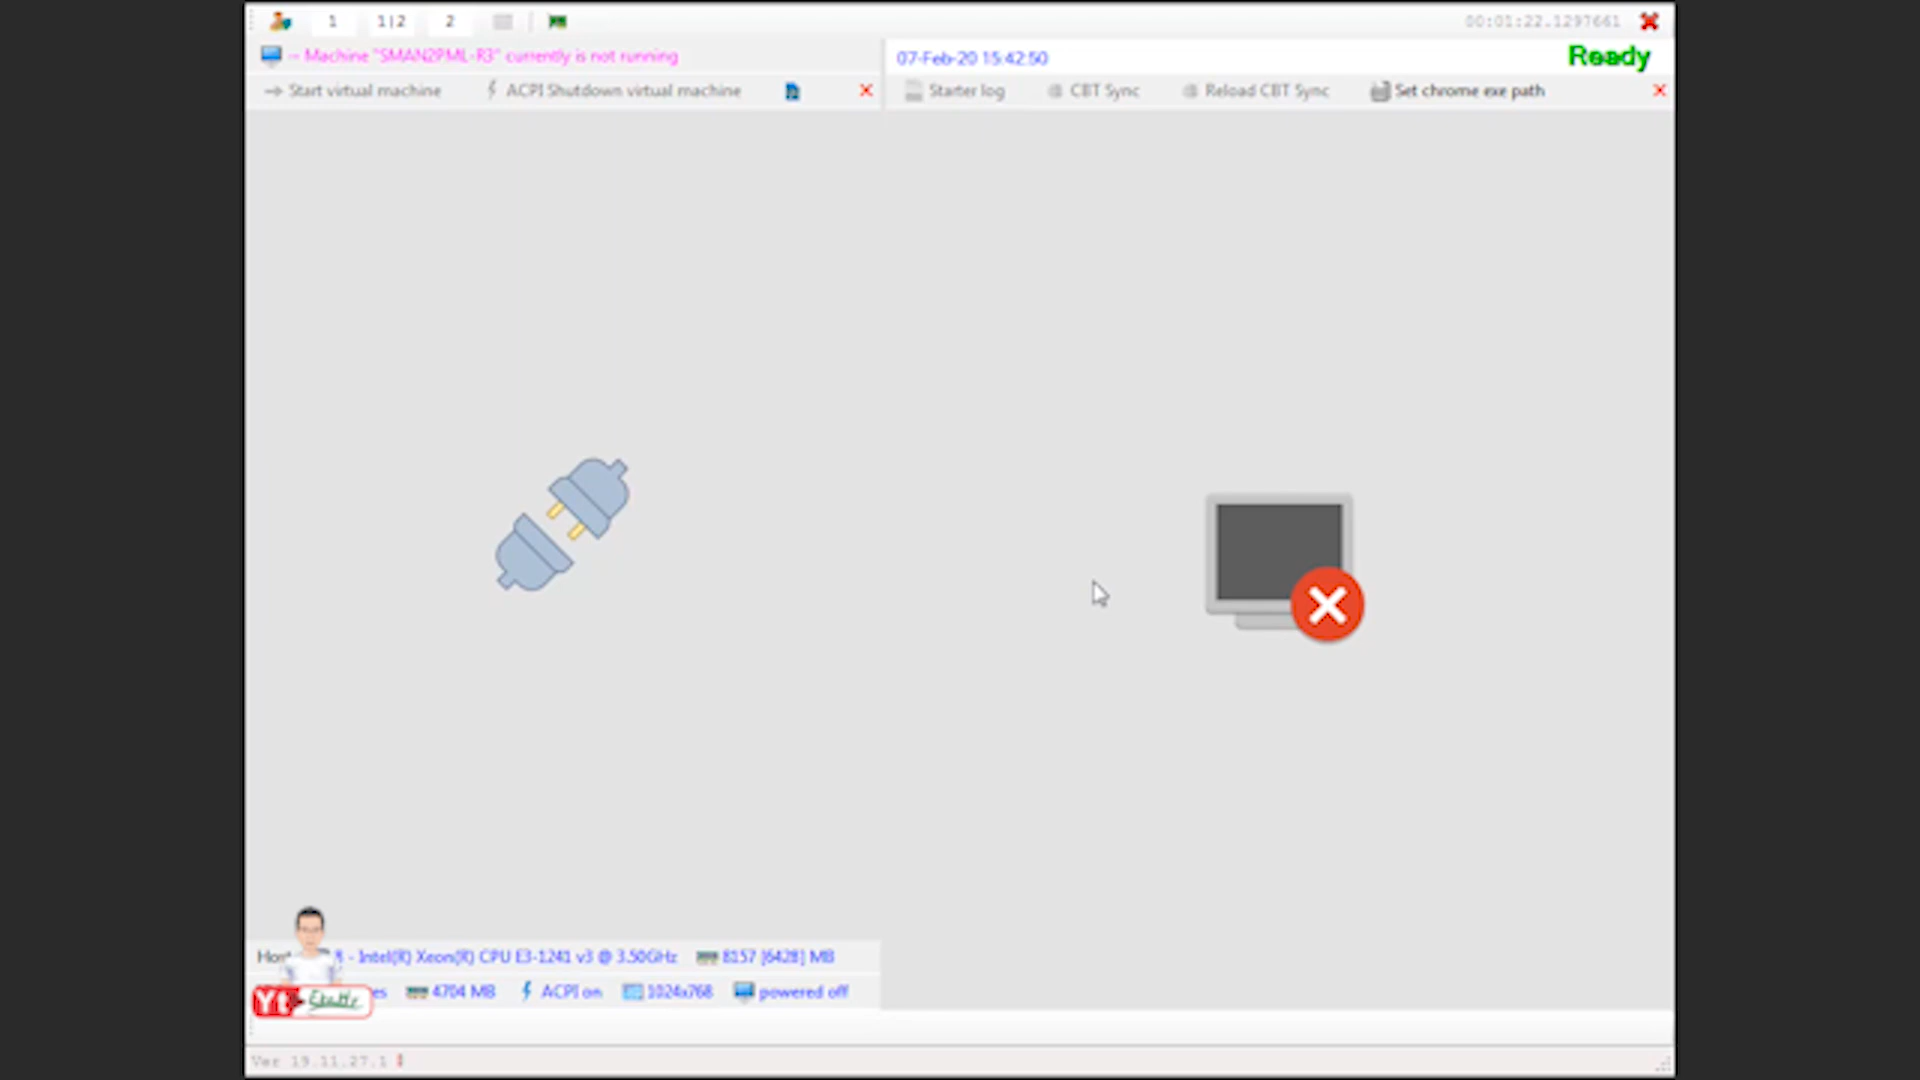 1 1|2 2 00:01:22.1297661
-- Machine "SMAN2PML-R3" currently is not running
07-Feb-20 15:42:50 Ready
Start virtual machine ACPI Shutdown virtual machine
Starter log CBT Sync Reload CBT Sync Set chrome exe path
8 - Intel(R) Xeon(R) CPU E3-1241 v3 @ 3.50GHz 8157 [6428] MB
4704 MB ACPI on 1024x768 powered off
Yt
Ver 19.11.27.1